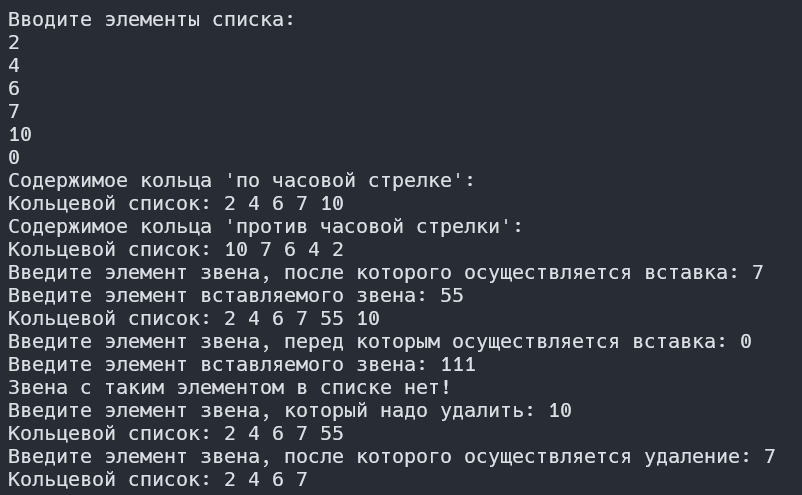 Вводите элементы списка:
2
4
6
7
10
0
Содержимое кольца 'по часовой стрелке':
Кольцевой список: 2 4 6 7 10
Содержимое кольца 'против часовой стрелки':
Кольцевой список: 10 7 6 4 2
Введите элемент звена, после которого осуществляется вставка: 7
Введите элемент вставляемого звена: 55
Кольцевой список: 2 4 6 7 55 10
Введите элемент звена, перед которым осуществляется вставка: 0
Введите элемент вставляемого звена: 111
Звена с таким элементом в списке нет!
Введите элемент звена, который надо удалить: 10
Кольцевой список: 2 4 6 7 55
Введите элемент звена, после которого осуществляется удаление: 7
Кольцевой список: 2 4 6 7